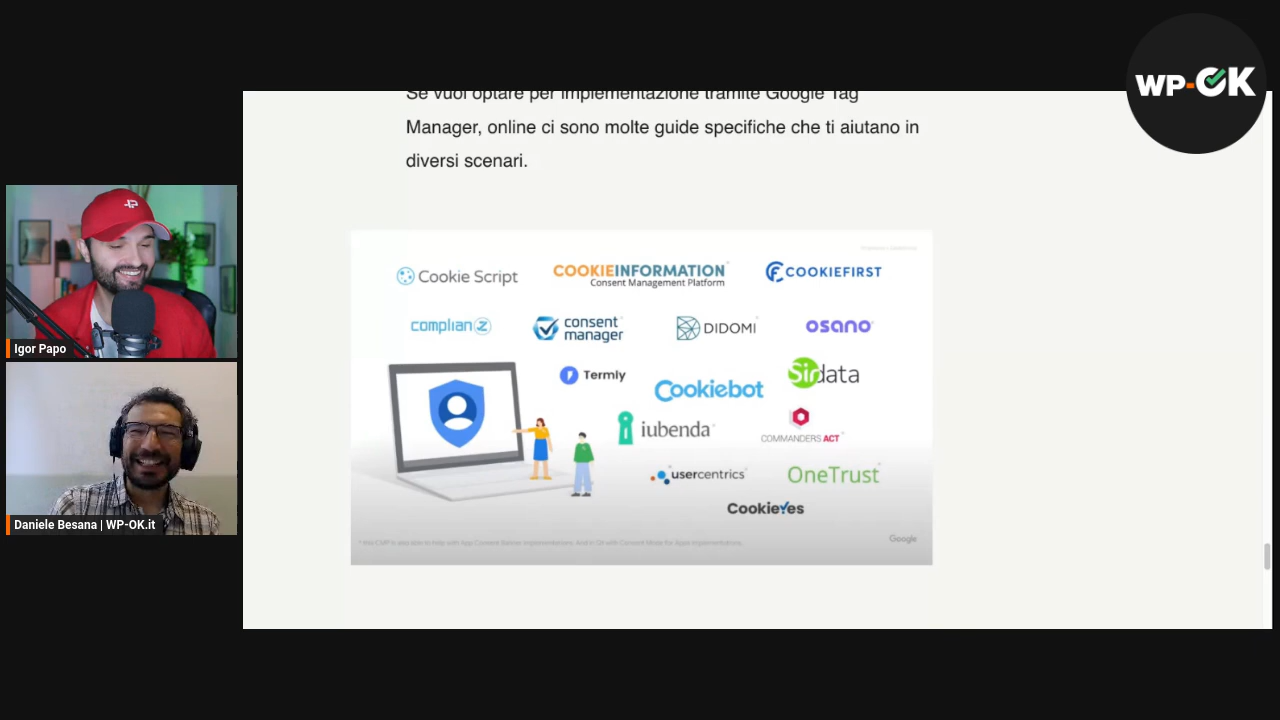 WP-OK
Se vuoi optare per implementazione tramite Google Tag
Manager, online ci sono molte guide specifiche che ti aiutano in
diversi scenari.
Cookie Script
COOKIEINFORMATION
Consent Management Platform
COOKIEFIRST
complianz
consent
manager
DIDOMI
osano
Termly
Cookiebot
Sirdata
iubenda
COMMANDERS ACT
usercentrics
OneTrust
CookieYes
Google
Igor Papo
Daniele Besana | WP-OK.it